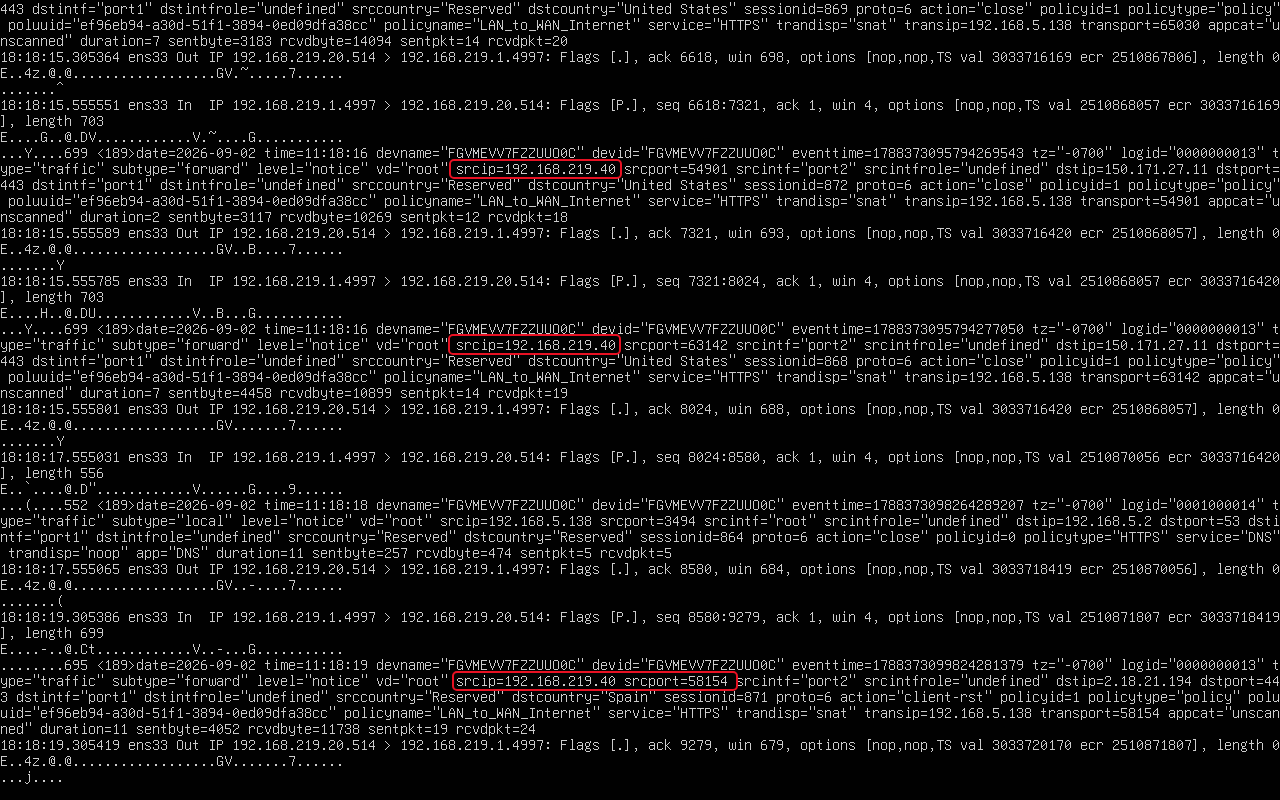 443 dstintf="port1" dstintfrole="undefined" srccountry="Reserved" dstcountry="United States" sessionid=869 proto=6 action="close" policyid=1 policytype="policy"
 poluuid="ef96eb94-a30d-51f1-3894-0ed09dfa38cc" policyname="LAN_to_WAN_Internet" service="HTTPS" trandisp="snat" transip=192.168.5.138 transport=65030 appcat="u
nscanned" duration=7 sentbyte=3183 rcvdbyte=14094 sentpkt=14 rcvdpkt=20
18:18:15.305364 ens33 Out IP 192.168.219.20.514 > 192.168.219.1.4997: Flags [.], ack 6618, win 698, options [nop,nop,TS val 3033716169 ecr 2510867806], length 0
E..4z.@.@..................GV.~.....7......
.......^
18:18:15.555551 ens33 In  IP 192.168.219.1.4997 > 192.168.219.20.514: Flags [P.], seq 6618:7321, ack 1, win 4, options [nop,nop,TS val 2510868057 ecr 3033716169
], length 703
E....G..@.DV............V.~....G...........
...Y....699 <189>date=2026-09-02 time=11:18:16 devname="FGVMEVV7FZZUUO0C" devid="FGVMEVV7FZZUUO0C" eventtime=1788373095794269543 tz="-0700" logid="0000000013" t
ype="traffic" subtype="forward" level="notice" vd="root" srcip=192.168.219.40 srcport=54901 srcintf="port2" srcintfrole="undefined" dstip=150.171.27.11 dstport=
443 dstintf="port1" dstintfrole="undefined" srccountry="Reserved" dstcountry="United States" sessionid=872 proto=6 action="close" policyid=1 policytype="policy"
 poluuid="ef96eb94-a30d-51f1-3894-0ed09dfa38cc" policyname="LAN_to_WAN_Internet" service="HTTPS" trandisp="snat" transip=192.168.5.138 transport=54901 appcat="u
nscanned" duration=2 sentbyte=3117 rcvdbyte=10269 sentpkt=12 rcvdpkt=18
18:18:15.555589 ens33 Out IP 192.168.219.20.514 > 192.168.219.1.4997: Flags [.], ack 7321, win 693, options [nop,nop,TS val 3033716420 ecr 2510868057], length 0
E..4z.@.@..................GV..B....7......
.......Y
18:18:15.555785 ens33 In  IP 192.168.219.1.4997 > 192.168.219.20.514: Flags [P.], seq 7321:8024, ack 1, win 4, options [nop,nop,TS val 2510868057 ecr 3033716420
], length 703
E....H..@.DU............V..B...G...........
...Y....699 <189>date=2026-09-02 time=11:18:16 devname="FGVMEVV7FZZUUO0C" devid="FGVMEVV7FZZUUO0C" eventtime=1788373095794277050 tz="-0700" logid="0000000013" t
ype="traffic" subtype="forward" level="notice" vd="root" srcip=192.168.219.40 srcport=63142 srcintf="port2" srcintfrole="undefined" dstip=150.171.27.11 dstport=
443 dstintf="port1" dstintfrole="undefined" srccountry="Reserved" dstcountry="United States" sessionid=868 proto=6 action="close" policyid=1 policytype="policy"
 poluuid="ef96eb94-a30d-51f1-3894-0ed09dfa38cc" policyname="LAN_to_WAN_Internet" service="HTTPS" trandisp="snat" transip=192.168.5.138 transport=63142 appcat="u
nscanned" duration=7 sentbyte=4458 rcvdbyte=10899 sentpkt=14 rcvdpkt=19
18:18:15.555801 ens33 Out IP 192.168.219.20.514 > 192.168.219.1.4997: Flags [.], ack 8024, win 688, options [nop,nop,TS val 3033716420 ecr 2510868057], length 0
E..4z.@.@..................GV.......7......
.......Y
18:18:17.555031 ens33 In  IP 192.168.219.1.4997 > 192.168.219.20.514: Flags [P.], seq 8024:8580, ack 1, win 4, options [nop,nop,TS val 2510870056 ecr 3033716420
], length 556
E..`....@.D"............V......G....9......
...(....552 <189>date=2026-09-02 time=11:18:18 devname="FGVMEVV7FZZUUO0C" devid="FGVMEVV7FZZUUO0C" eventtime=1788373098264289207 tz="-0700" logid="0001000014" t
ype="traffic" subtype="local" level="notice" vd="root" srcip=192.168.5.138 srcport=3494 srcintf="root" srcintfrole="undefined" dstip=192.168.5.2 dstport=53 dsti
ntf="port1" dstintfrole="undefined" srccountry="Reserved" dstcountry="Reserved" sessionid=864 proto=6 action="close" policyid=0 policytype="HTTPS" service="DNS"
 trandisp="noop" app="DNS" duration=11 sentbyte=257 rcvdbyte=474 sentpkt=5 rcvdpkt=5
18:18:17.555065 ens33 Out IP 192.168.219.20.514 > 192.168.219.1.4997: Flags [.], ack 8580, win 684, options [nop,nop,TS val 3033718419 ecr 2510870056], length 0
E..4z.@.@..................GV..-....7......
.......(
18:18:19.305386 ens33 In  IP 192.168.219.1.4997 > 192.168.219.20.514: Flags [P.], seq 8580:9279, ack 1, win 4, options [nop,nop,TS val 2510871807 ecr 3033718419
], length 699
E....-..@.Ct............V..-...G...........
........695 <189>date=2026-09-02 time=11:18:19 devname="FGVMEVV7FZZUUO0C" devid="FGVMEVV7FZZUUO0C" eventtime=1788373099824281379 tz="-0700" logid="0000000013" t
ype="traffic" subtype="forward" level="notice" vd="root" srcip=192.168.219.40 srcport=58154 srcintf="port2" srcintfrole="undefined" dstip=2.18.21.194 dstport=44
3 dstintf="port1" dstintfrole="undefined" srccountry="Reserved" dstcountry="Spain" sessionid=871 proto=6 action="client-rst" policyid=1 policytype="policy" polu
uid="ef96eb94-a30d-51f1-3894-0ed09dfa38cc" policyname="LAN_to_WAN_Internet" service="HTTPS" trandisp="snat" transip=192.168.5.138 transport=58154 appcat="unscan
ned" duration=11 sentbyte=4052 rcvdbyte=11738 sentpkt=19 rcvdpkt=24
18:18:19.305419 ens33 Out IP 192.168.219.20.514 > 192.168.219.1.4997: Flags [.], ack 9279, win 679, options [nop,nop,TS val 3033720170 ecr 2510871807], length 0
E..4z.@.@..................GV.......7......
...j....